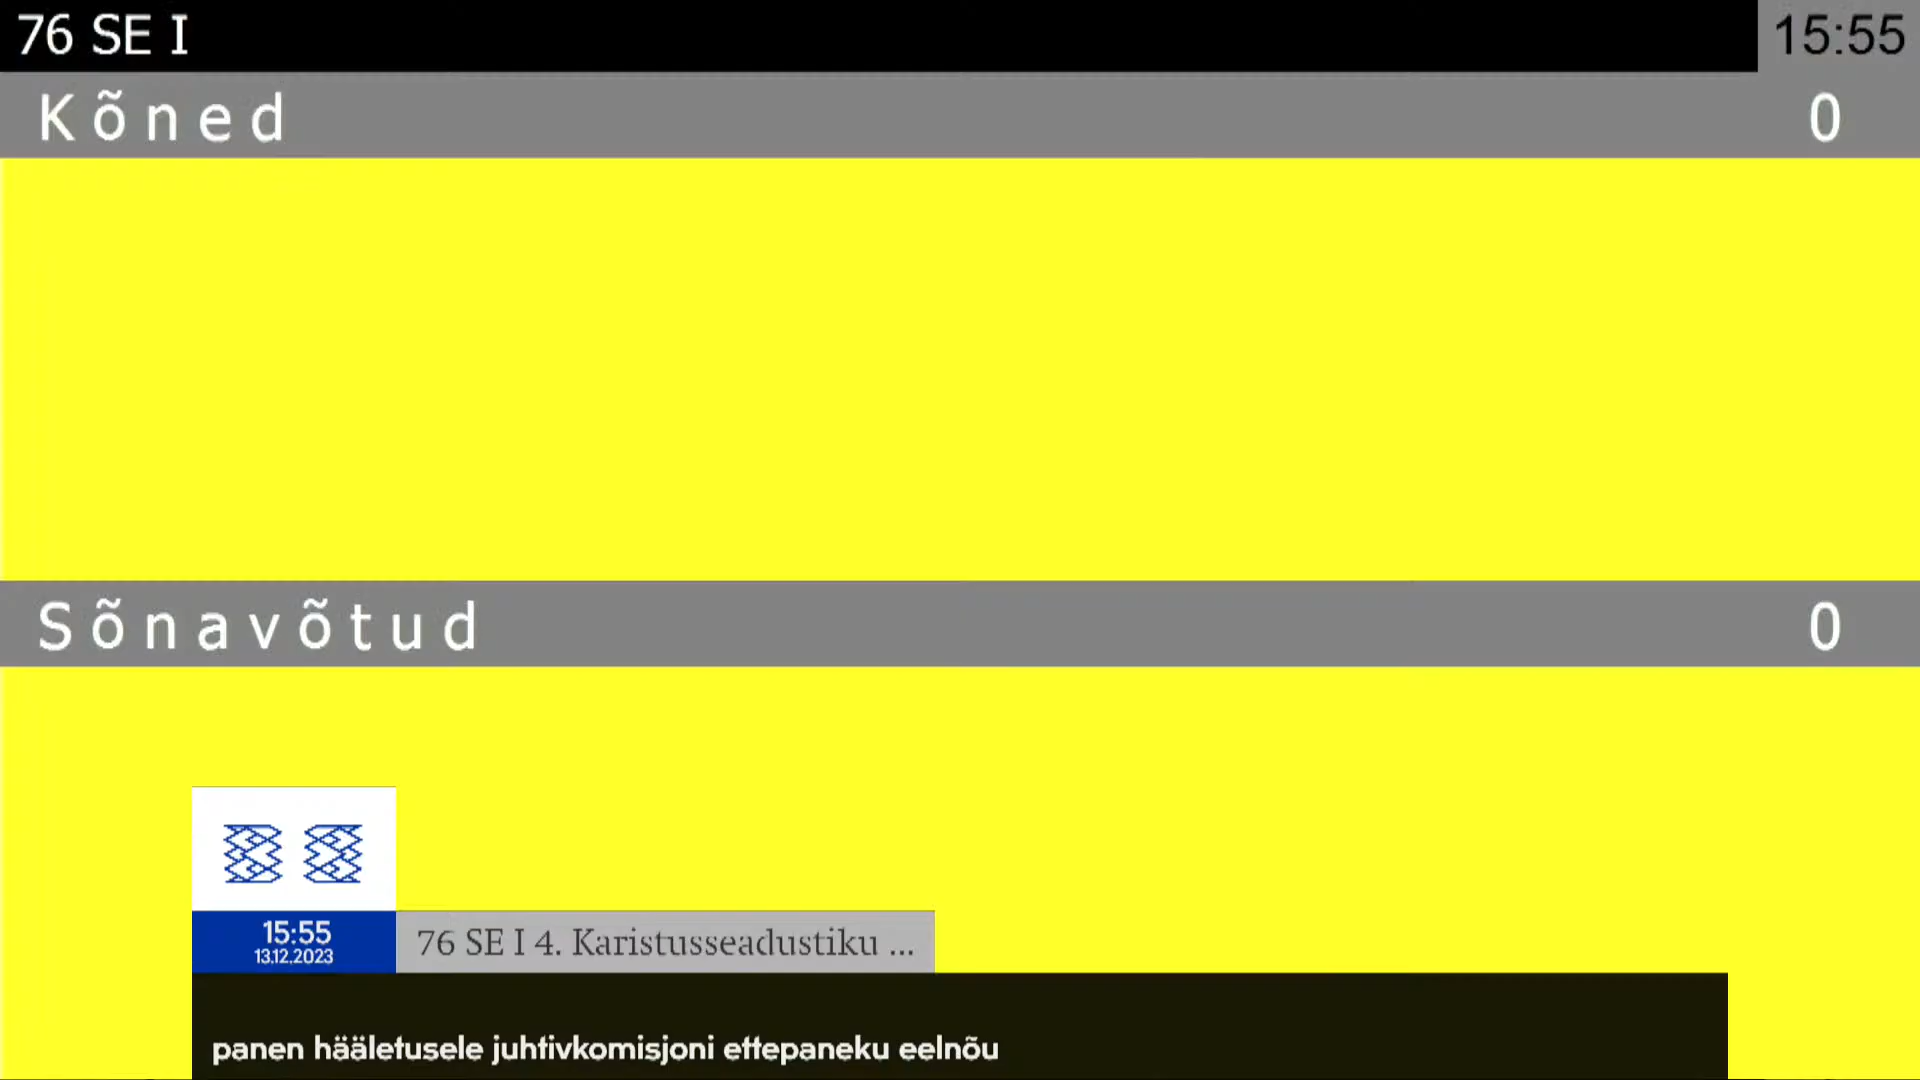 76 SE I 15:55
Kõned 0
Sõnavõtud 0
15:55
13.12.2023
76 SE I 4. Karistusseadustiku ...
panen hääletusele juhtivkomisjoni ettepaneku eelnõu